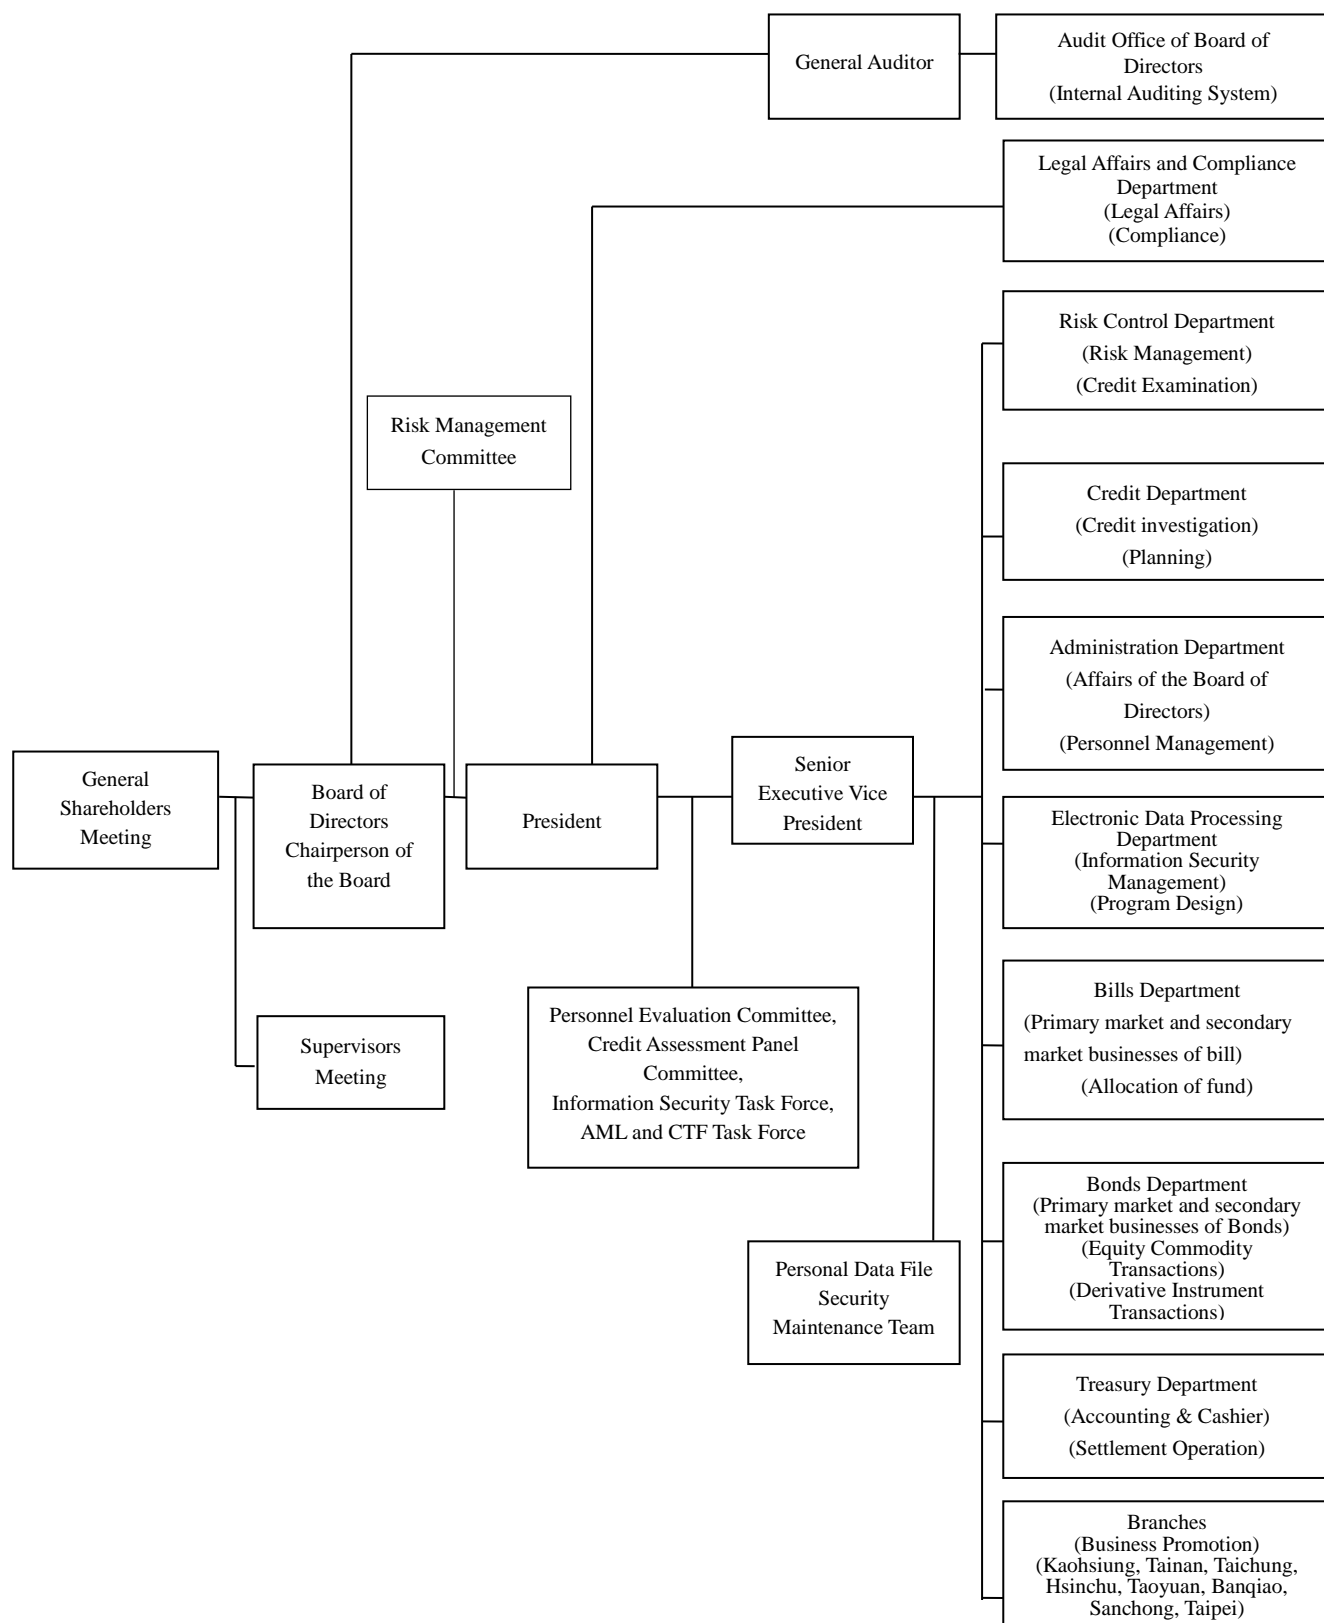 General Auditor
Audit Office of Board of
Directors
(Internal Auditing System)
Legal Affairs and Compliance
Department
(Legal Affairs)
(Compliance)
Risk Control Department
(Risk Management)
(Credit Examination)
Risk Management
Committee
Credit Department
(Credit investigation)
(Planning)
Administration Department
(Affairs of the Board of
Directors)
(Personnel Management)
General
Shareholders
Meeting
Board of
Directors
Chairperson of
the Board
President
Senior
Executive Vice
President
Electronic Data Processing
Department
(Information Security
Management)
(Program Design)
Supervisors
Meeting
Personnel Evaluation Committee,
Credit Assessment Panel
Committee,
Information Security Task Force,
AML and CTF Task Force
Bills Department
(Primary market and secondary
market businesses of bill)
(Allocation of fund)
Bonds Department
(Primary market and secondary
market businesses of Bonds)
(Equity Commodity
Transactions)
(Derivative Instrument
Transactions)
Personal Data File
Security
Maintenance Team
Treasury Department
(Accounting & Cashier)
(Settlement Operation)
Branches
(Business Promotion)
(Kaohsiung, Tainan, Taichung,
Hsinchu, Taoyuan, Banqiao,
Sanchong, Taipei)